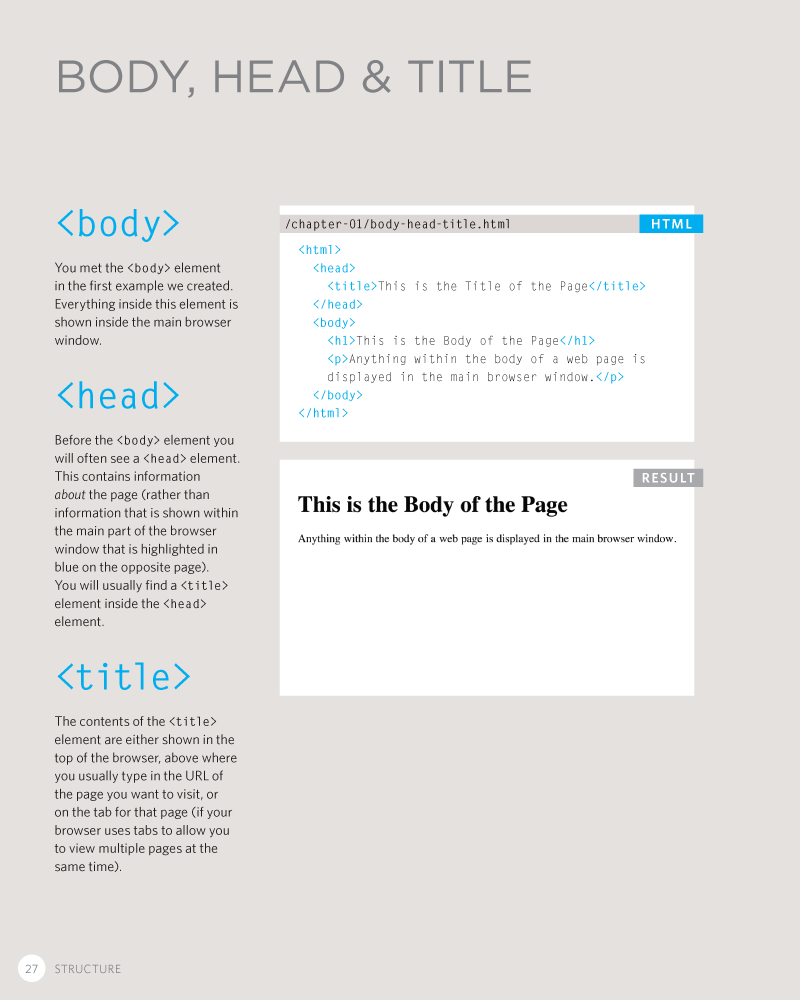 BODY, HEAD & TITLE
<body>
You met the <body> element
in the first example we created.
Everything inside this element is
shown inside the main browser
window.
<head>
Before the <body> element you
will often see a <head> element.
This contains information
about the page (rather than
information that is shown within
the main part of the browser
window that is highlighted in
blue on the opposite page).
You will usually find a <title>
element inside the <head>
element.
<title>
The contents of the <title>
element are either shown in the
top of the browser, above where
you usually type in the URL of
the page you want to visit, or
on the tab for that page (if your
browser uses tabs to allow you
to view multiple pages at the
same time).
/chapter-01/body-head-title.html
HTML
<html>
<head>
<title>This is the Title of the Page</title>
</head>
<body>
<h1>This is the Body of the Page</h1>
<p>Anything within the body of a web page is
displayed in the main browser window.</p>
</body>
</html>
RESULT
This is the Body of the Page
Anything within the body of a web page is displayed in the main browser window.
27 STRUCTURE